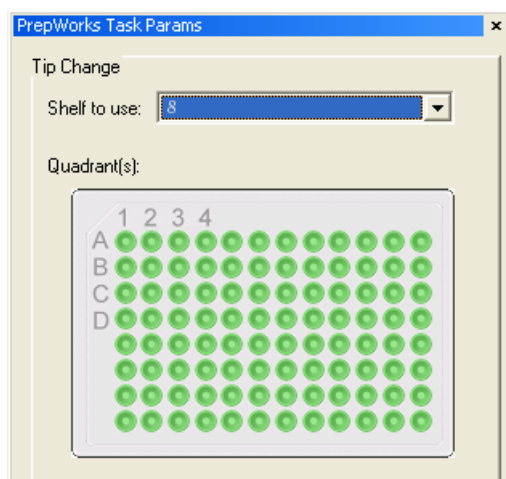 PrepWorks Task Params
Tip Change
Shelf to use: 8
Quadrant(s):
1 2 3 4
A
B
C
D